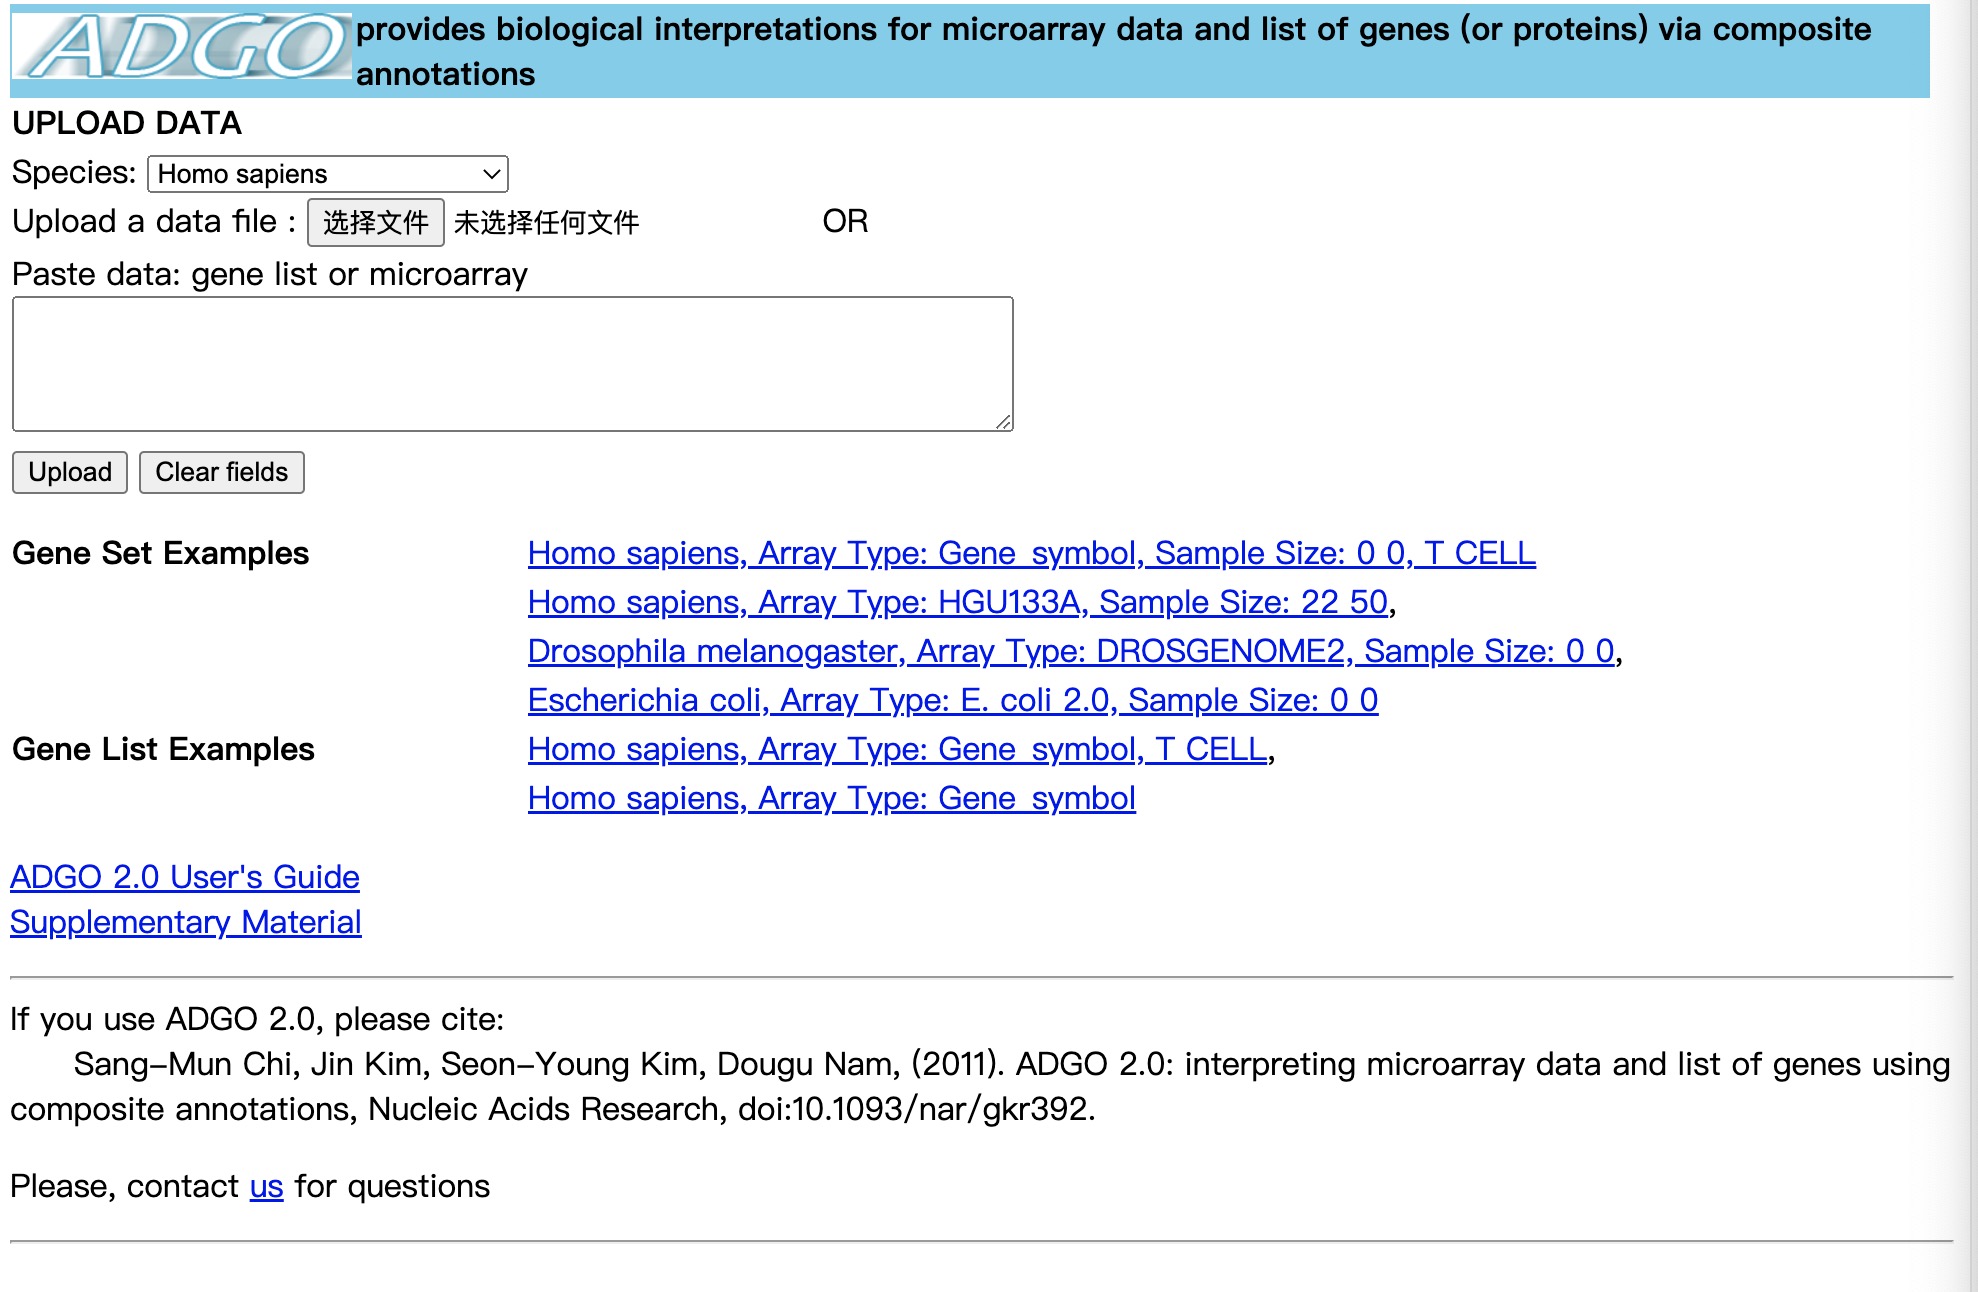 ADGO provides biological interpretations for microarray data and list of genes (or proteins) via composite
annotations
UPLOAD DATA
Species: Homo sapiens
Upload a data file : 选择文件 未选择任何文件 OR
Paste data: gene list or microarray
Upload Clear fields
Gene Set Examples Homo sapiens, Array Type: Gene_symbol, Sample Size: 0 0, T CELL
Homo sapiens, Array Type: HGU133A, Sample Size: 22 50,
Drosophila melanogaster, Array Type: DROSGENOME2, Sample Size: 0 0,
Escherichia coli, Array Type: E. coli 2.0, Sample Size: 0 0
Gene List Examples Homo sapiens, Array Type: Gene_symbol, T CELL,
Homo sapiens, Array Type: Gene_symbol
ADGO 2.0 User's Guide
Supplementary Material
If you use ADGO 2.0, please cite:
Sang-Mun Chi, Jin Kim, Seon-Young Kim, Dougu Nam, (2011). ADGO 2.0: interpreting microarray data and list of genes using
composite annotations, Nucleic Acids Research, doi:10.1093/nar/gkr392.
Please, contact us for questions